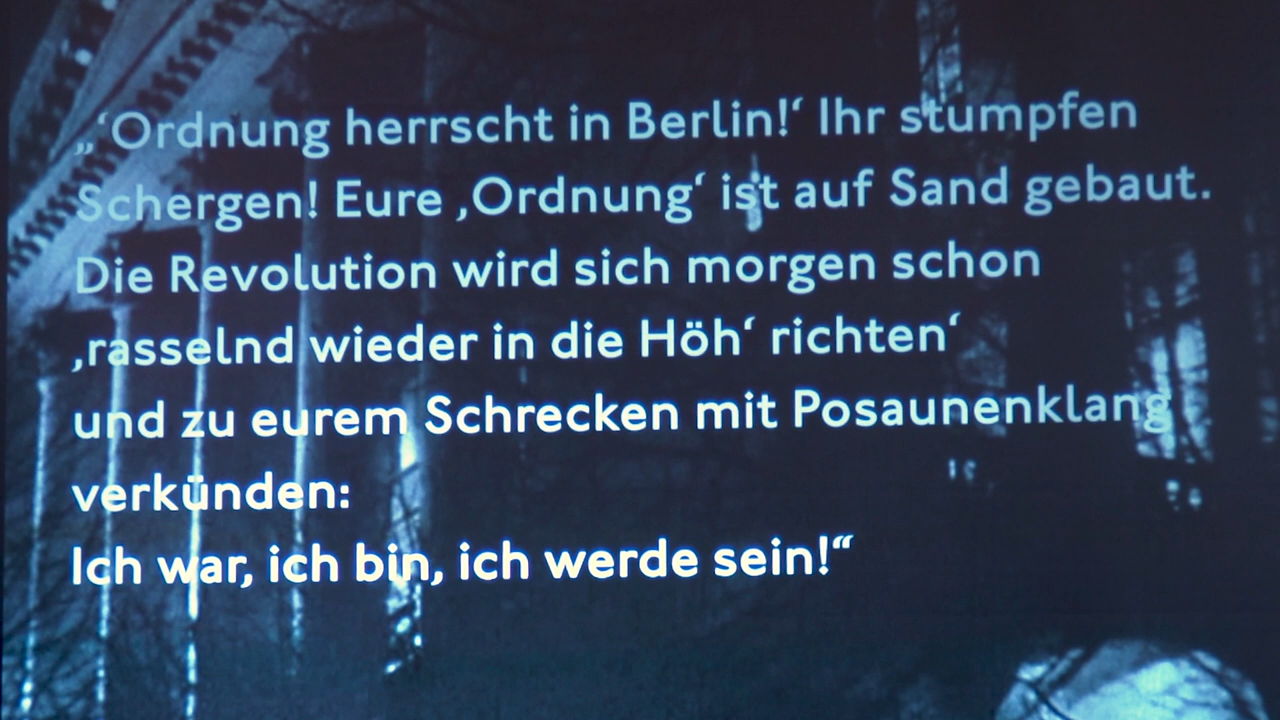 „‘Ordnung herrscht in Berlin!‘ Ihr stumpfen
Schergen! Eure ‚Ordnung‘ ist auf Sand gebaut.
Die Revolution wird sich morgen schon
‚rasselnd wieder in die Höh‘ richten‘
und zu eurem Schrecken mit Posaunenklang
verkünden:
Ich war, ich bin, ich werde sein!“